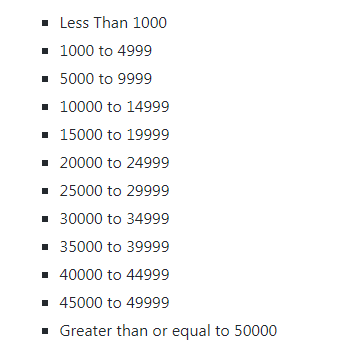 Less Than 1000
1000 to 4999
5000 to 9999
10000 to 14999
15000 to 19999
20000 to 24999
25000 to 29999
30000 to 34999
35000 to 39999
40000 to 44999
45000 to 49999
Greater than or equal to 50000